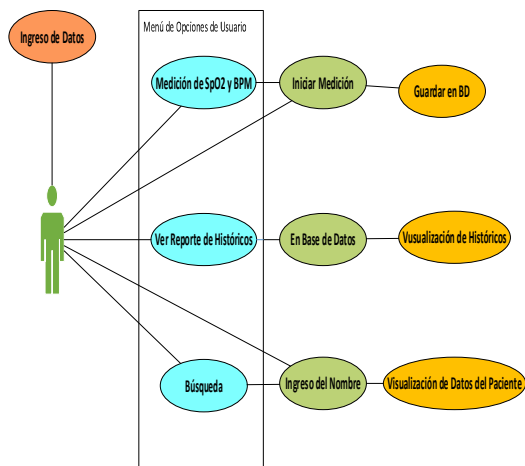 Ingreso de Datos
Menú de Opciones de Usuario
Medición de SpO2 y BPM
Iniciar Medición
Guardar en BD
Ver Reporte de Históricos
En Base de Datos
Vusualización de Históricos
Búsqueda
Ingreso del Nombre
Visualización de Datos del Paciente